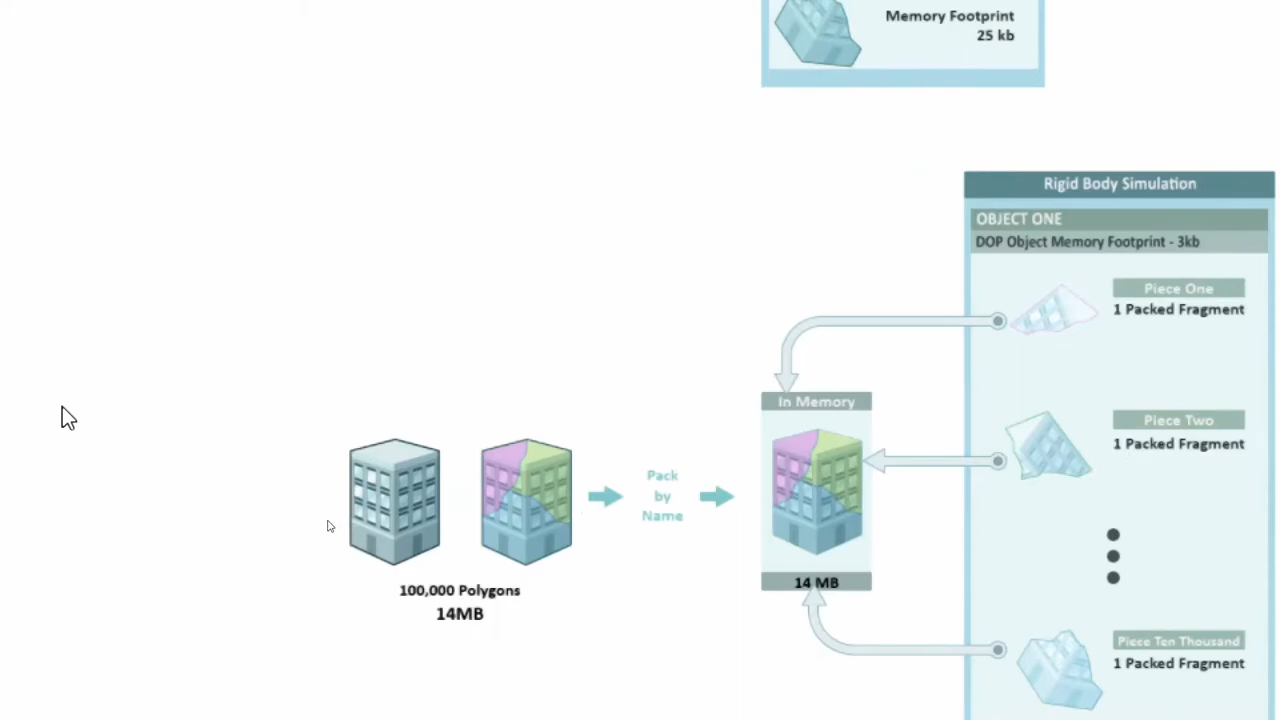 Memory Footprint
25 kb
Rigid Body Simulation
OBJECT ONE
DOP Object Memory Footprint - 3kb
Piece One
1 Packed Fragment
In Memory
Piece Two
1 Packed Fragment
Pack
by
Name
14 MB
100,000 Polygons
14MB
Piece Ten Thousand
1 Packed Fragment